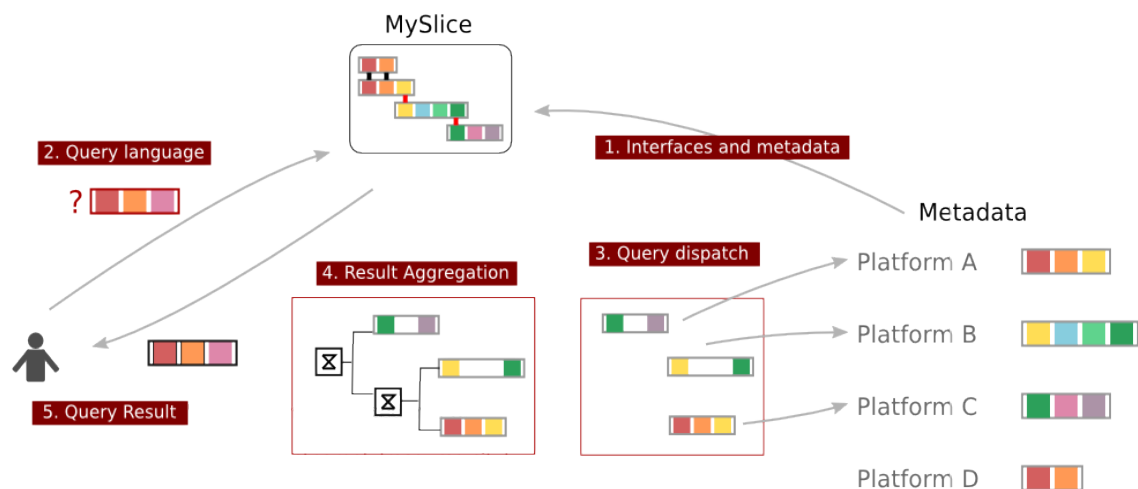 MySlice
2. Query language
?
1. Interfaces and metadata
Metadata
4. Result Aggregation
3. Query dispatch
Platform A
Platform B
Platform C
Platform D
5. Query Result